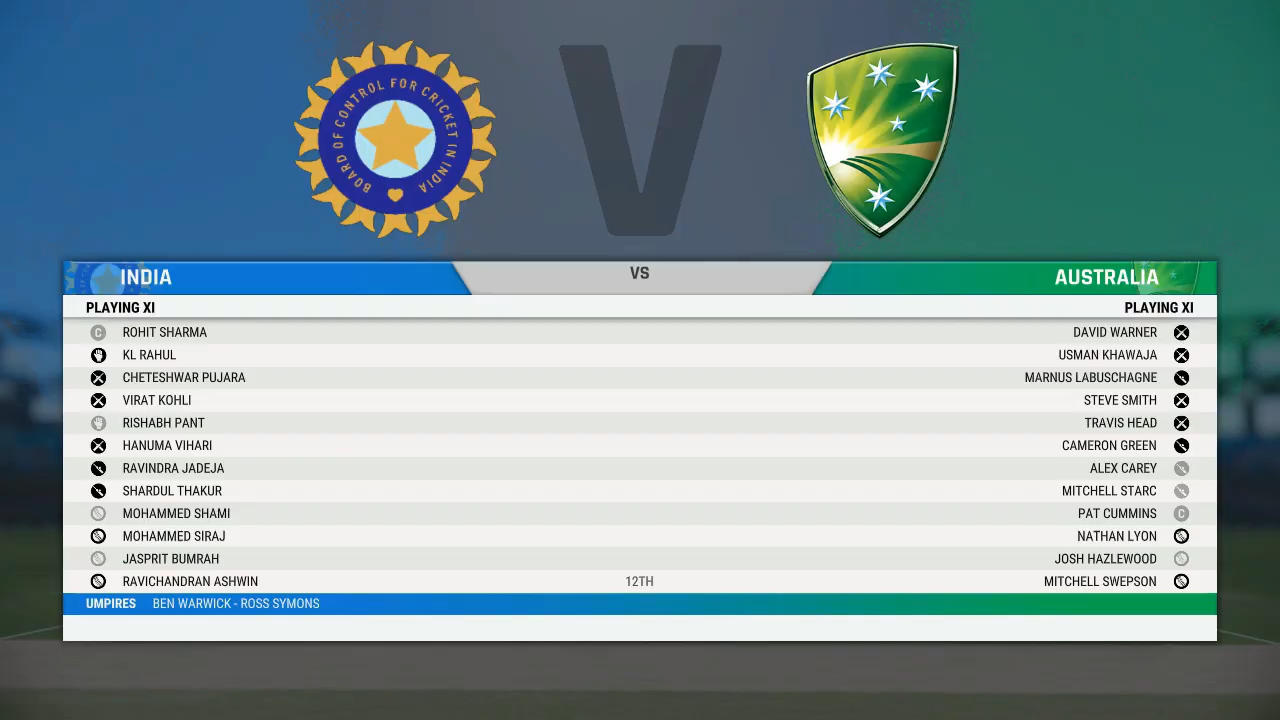 BOARD OF CONTROL FOR CRICKET IN INDIA
V
INDIA VS AUSTRALIA
PLAYING XI PLAYING XI
C ROHIT SHARMA DAVID WARNER
KL RAHUL USMAN KHAWAJA
CHETESHWAR PUJARA MARNUS LABUSCHAGNE
VIRAT KOHLI STEVE SMITH
RISHABH PANT TRAVIS HEAD
HANUMA VIHARI CAMERON GREEN
RAVINDRA JADEJA ALEX CAREY
SHARDUL THAKUR MITCHELL STARC
MOHAMMED SHAMI PAT CUMMINS C
MOHAMMED SIRAJ NATHAN LYON
JASPRIT BUMRAH JOSH HAZLEWOOD
RAVICHANDRAN ASHWIN 12TH MITCHELL SWEPSON
UMPIRES BEN WARWICK - ROSS SYMONS